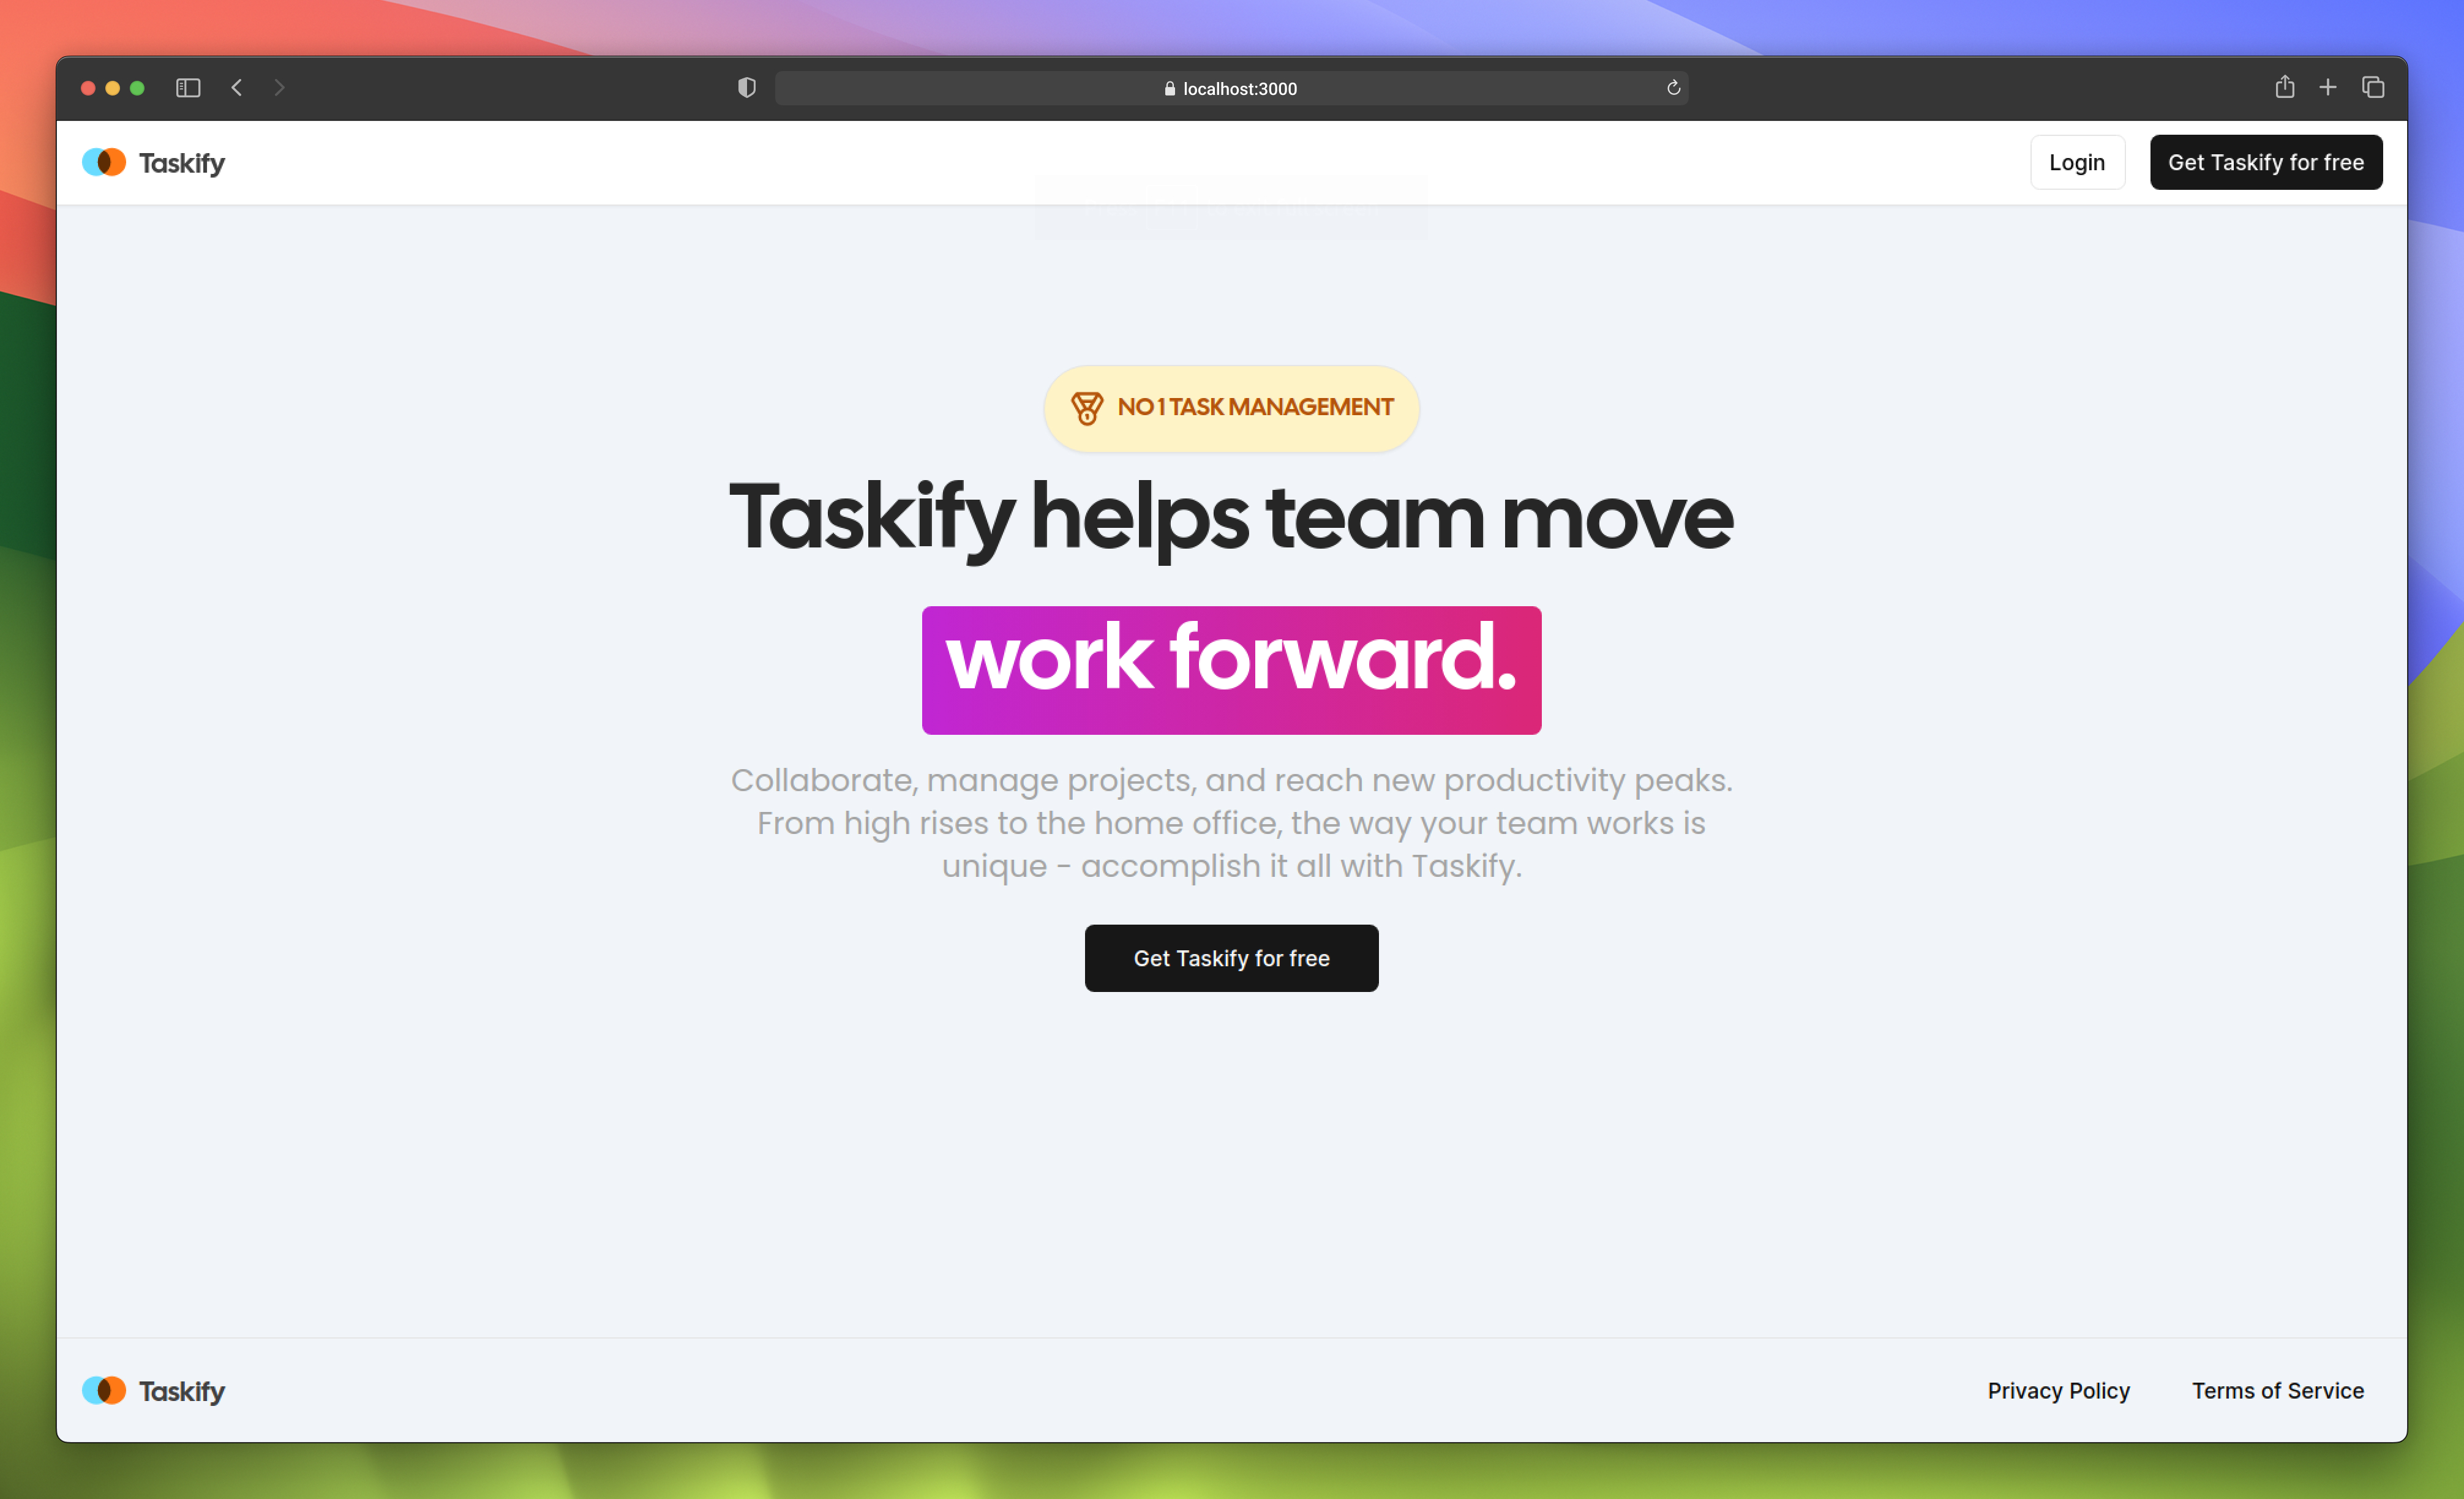 localhost:3000
Taskify
Login
Get Taskify for free
NO 1 TASK MANAGEMENT
Taskify helps team move
work forward.
Collaborate, manage projects, and reach new productivity peaks.
From high rises to the home office, the way your team works is
unique - accomplish it all with Taskify.
Get Taskify for free
Taskify
Privacy Policy
Terms of Service